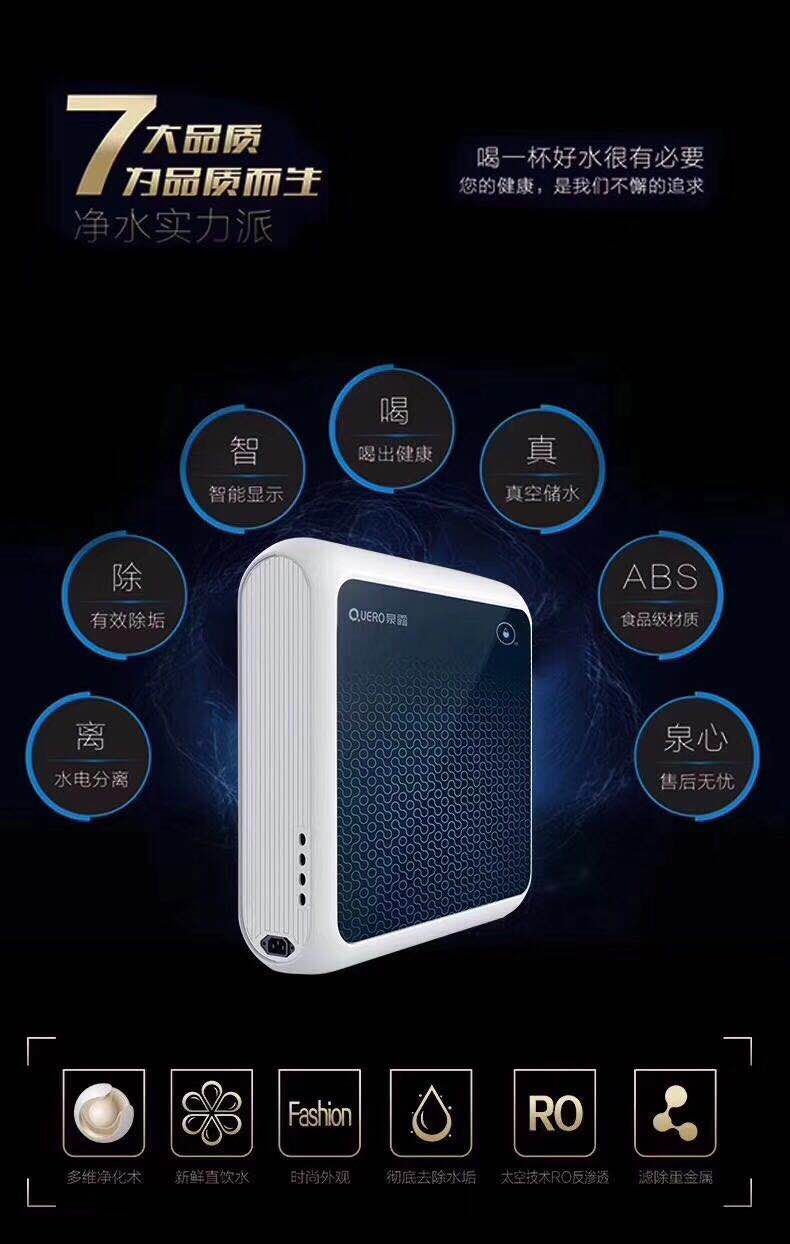 7大品质
为品质而生
净水实力派
喝一杯好水很有必要
您的健康，是我们不懈的追求
喝
喝出健康
智
智能显示
真
真空储水
除
有效除垢
ABS
食品级材质
离
水电分离
泉心
售后无忧
QUERO泉露
Fashion
RO
多维净化术
新鲜直饮水
时尚外观
彻底去除水垢
太空技术RO反渗透
滤除重金属